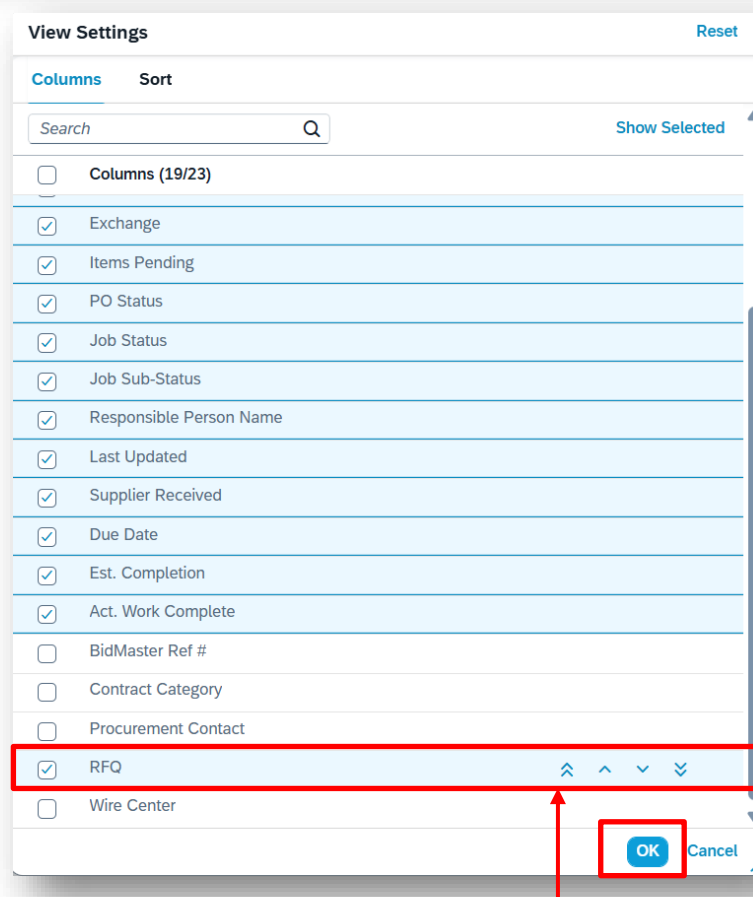 View Settings
Reset
Columns
Sort
Search
Show Selected
Columns (19/23)
Exchange
Items Pending
PO Status
Job Status
Job Sub-Status
Responsible Person Name
Last Updated
Supplier Received
Due Date
Est. Completion
Act. Work Complete
BidMaster Ref #
Contract Category
Procurement Contact
RFQ
Wire Center
OK
Cancel